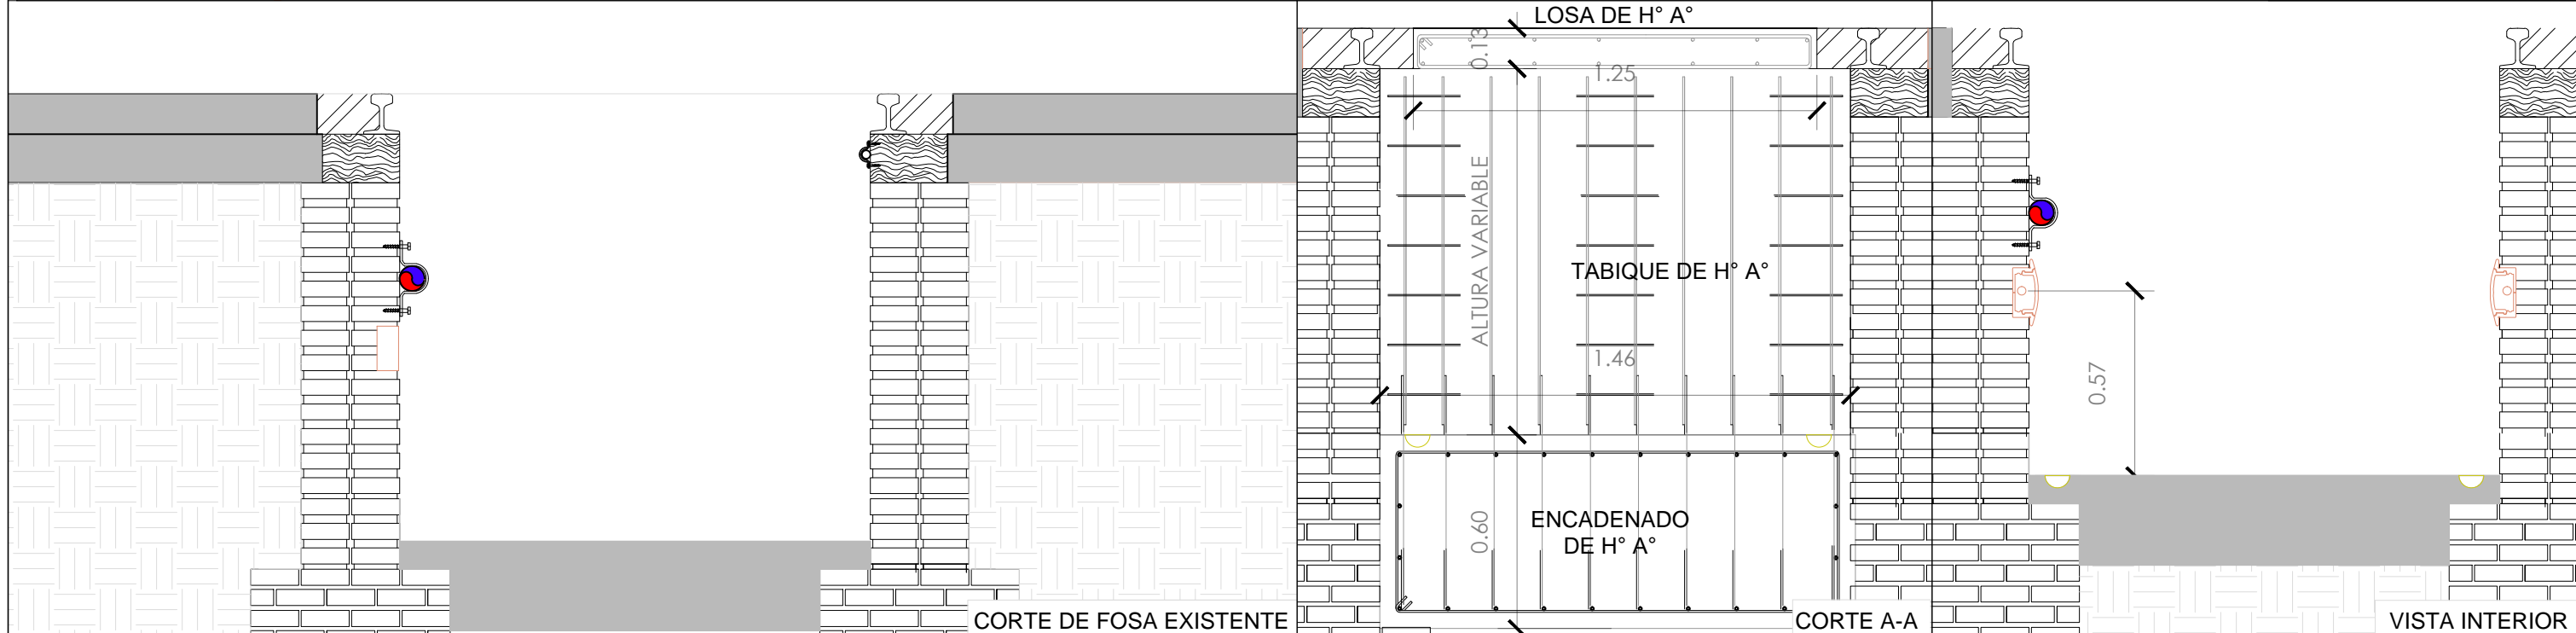 LOSA DE H° A°
0.13
1.25
ALTURA VARIABLE
TABIQUE DE H° A°
1.46
0.57
0.60
ENCADENADO
DE H° A°
CORTE DE FOSA EXISTENTE
CORTE A-A
VISTA INTERIOR